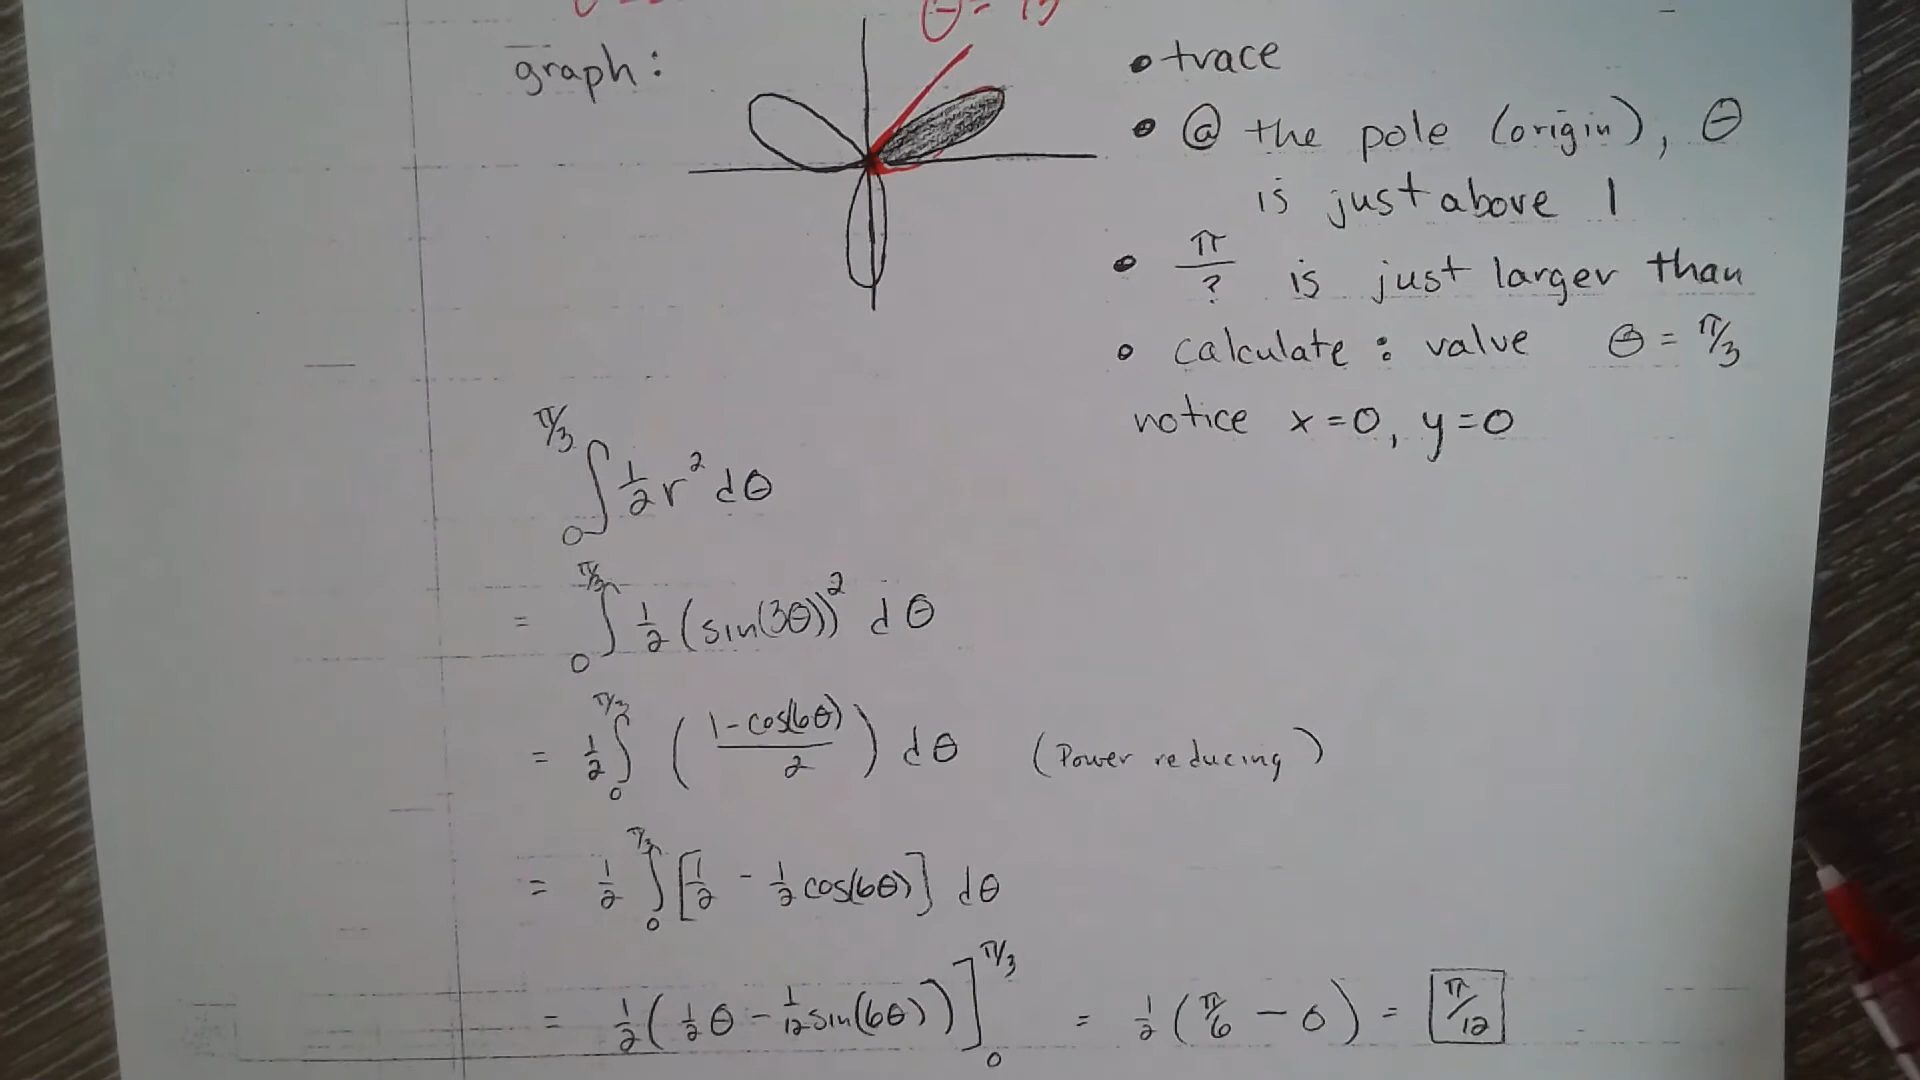 θ = π/3
graph:
• trace
• @ the pole (origin), θ
is just above 1
• π/? is just larger than
• calculate : value θ = π/3
notice x=0, y=0
∫₀^{π/3} 1/2 r² dθ
= ∫₀^{π/3} 1/2 (sin(3θ))² dθ
= 1/2 ∫₀^{π/3} ( (1-cos(6θ))/2 ) dθ (Power reducing)
= 1/2 ∫₀^{π/3} [1/2 - 1/2 cos(6θ)] dθ
= 1/2 ( 1/2 θ - 1/12 sin(6θ) ) ]₀^{π/3} = 1/2 (π/6 - 0) = π/12